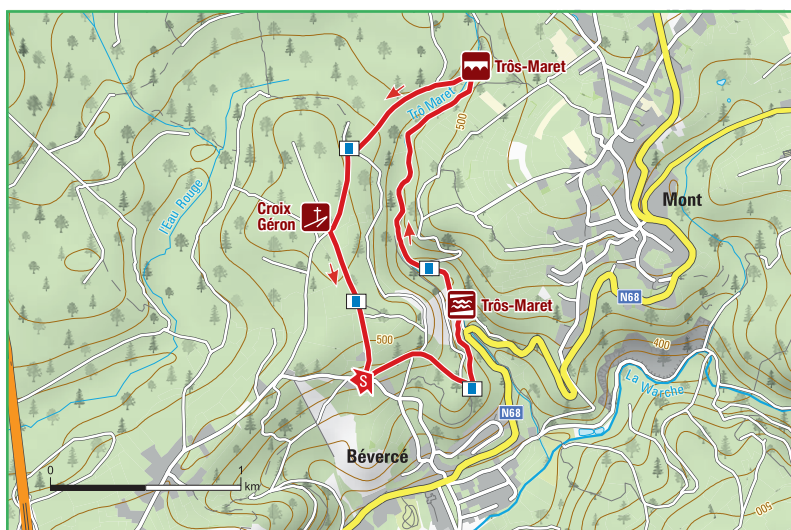 Trôs-Maret
Trô Maret
500
l'Eau Rouge
Croix
Géron
Mont
N68
Trôs-Maret
500
400
La Warche
S
N68
Bévercé
0
1
km
500